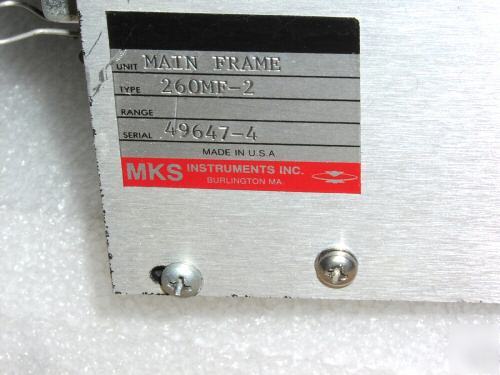 UNIT MAIN FRAME
TYPE 260MF-2
RANGE
SERIAL 49647-4
MADE IN U.S.A
MKS INSTRUMENTS INC.
BURLINGTON MA.